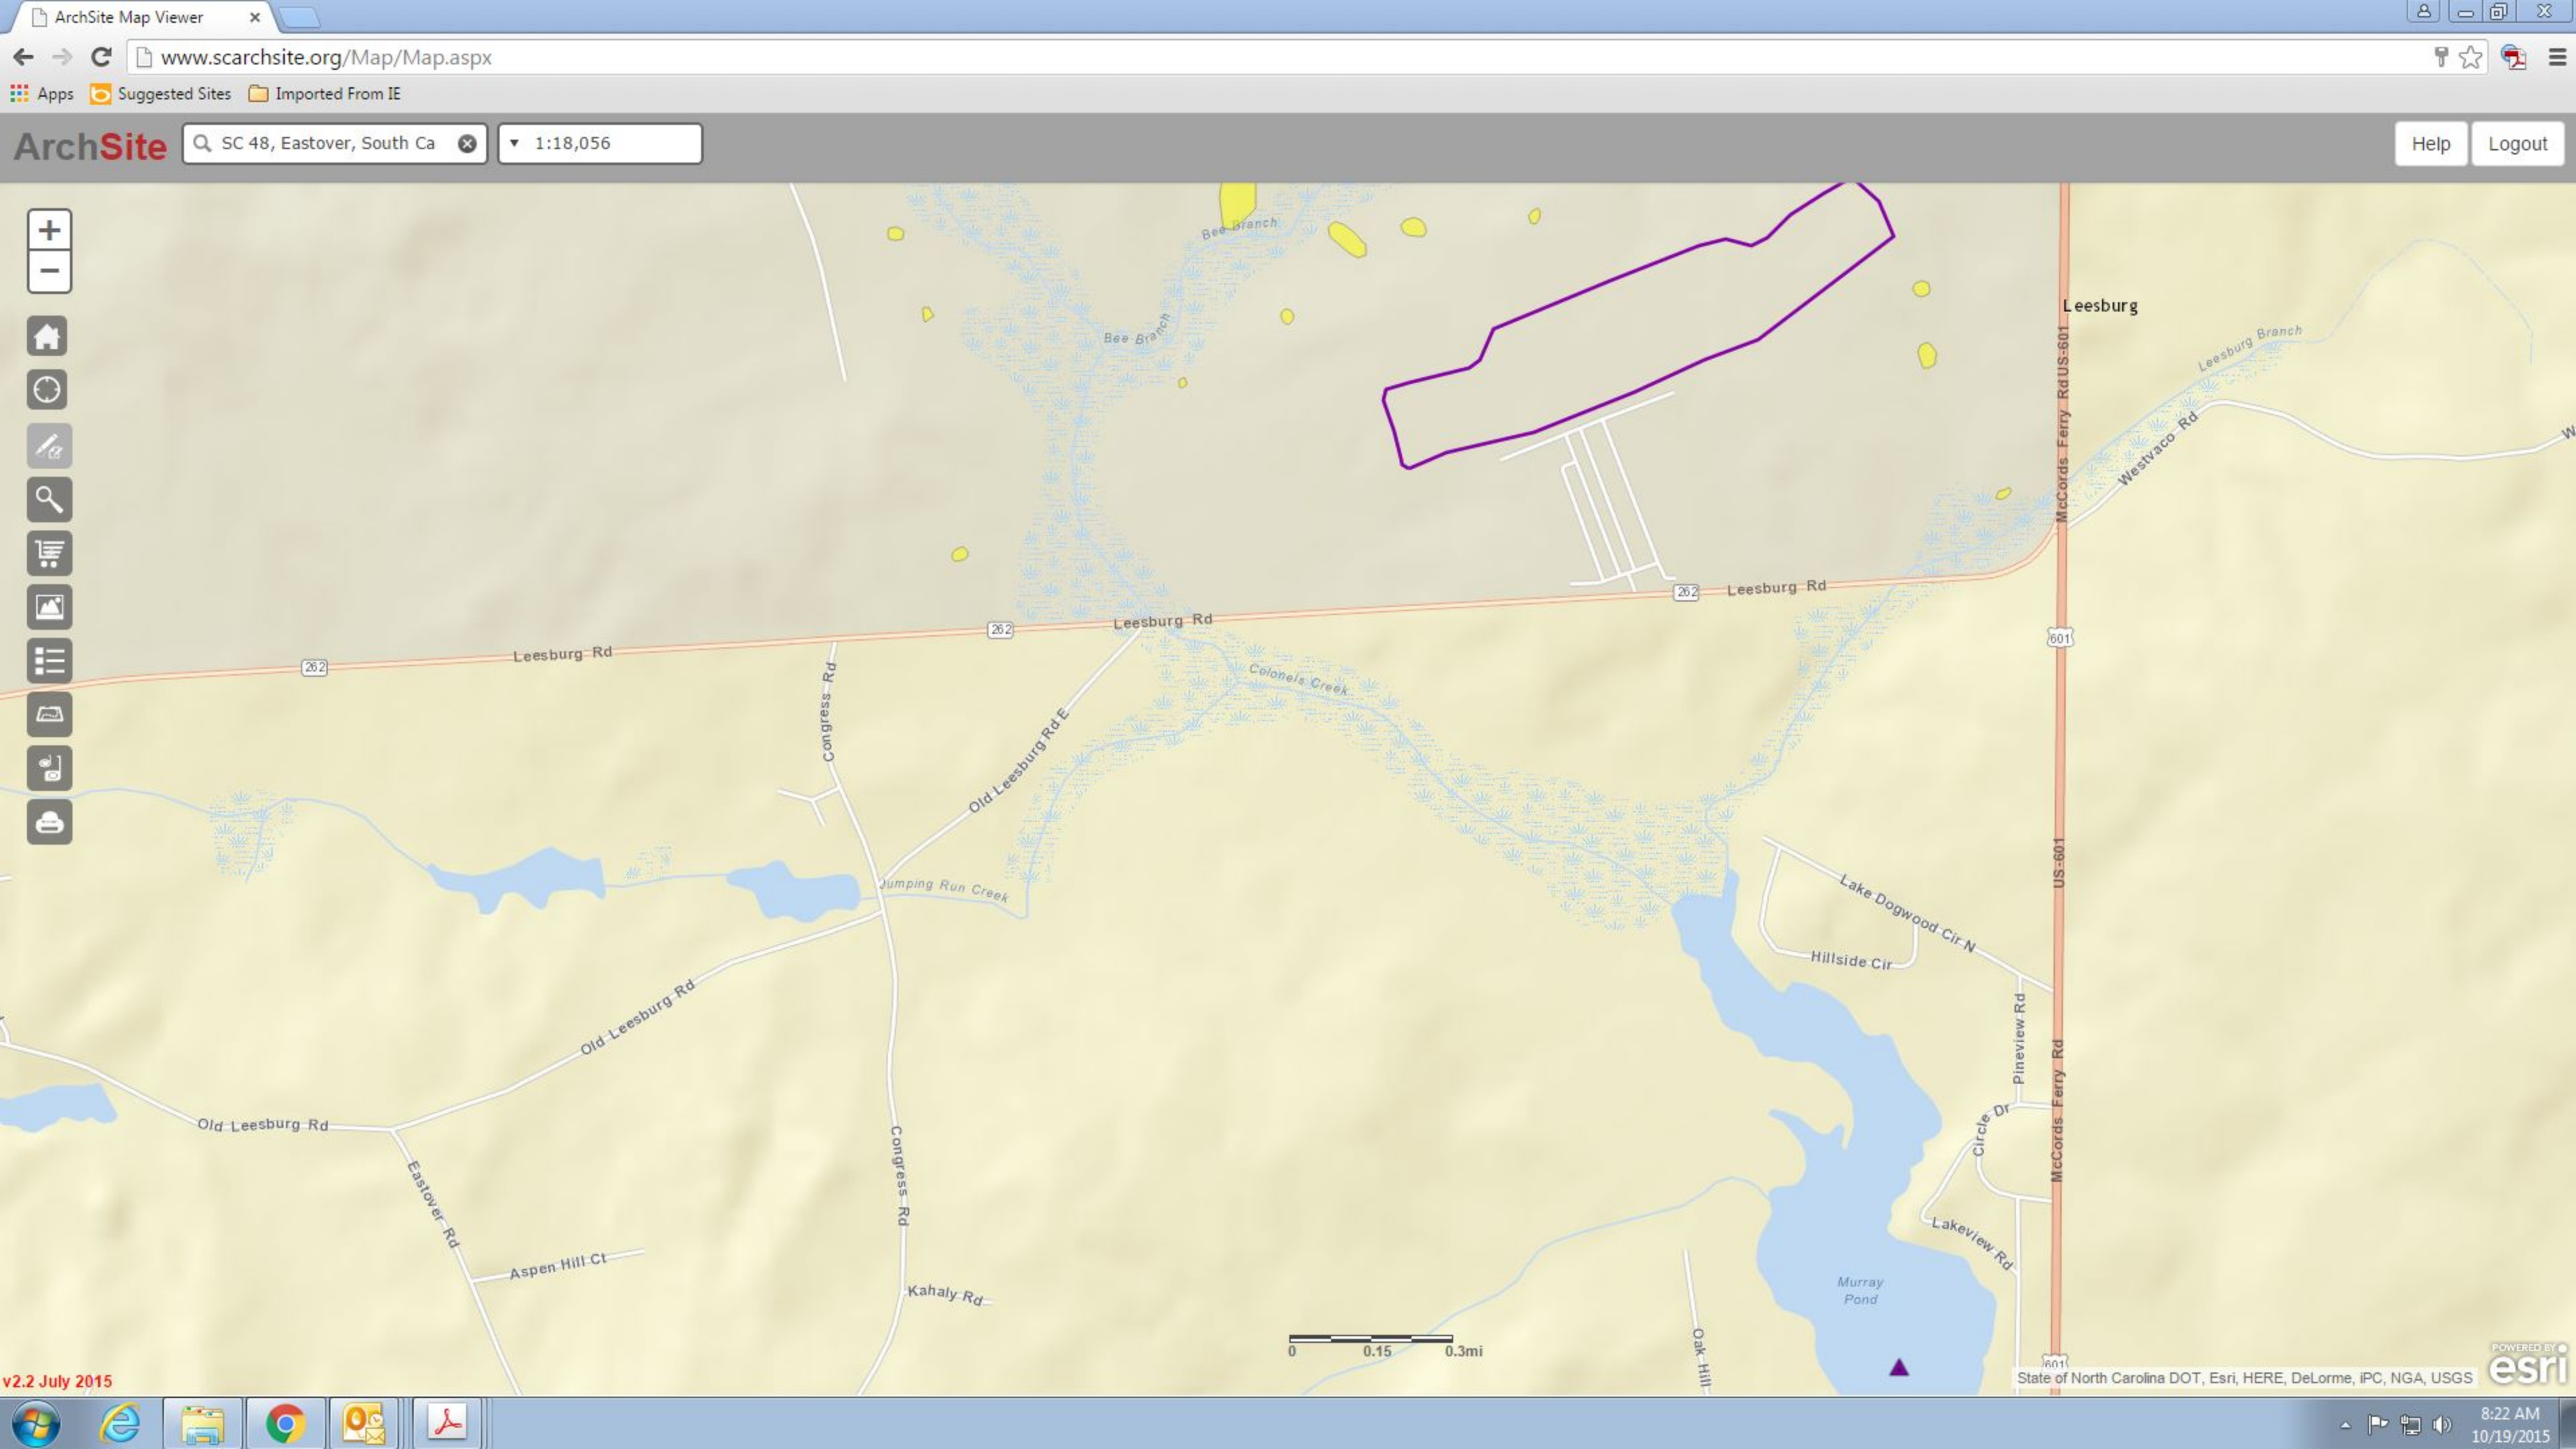 ArchSite Map Viewer
www.scarchsite.org/Map/Map.aspx
Apps Suggested Sites Imported From IE
ArchSite SC 48, Eastover, South Ca 1:18,056 Help Logout
Bee Branch
Leesburg
Bee Branch
Leesburg Branch
McCords Ferry Rd US-601
Westvaco Rd
W
262 Leesburg Rd
262 Leesburg Rd
262 Leesburg Rd
601
Congress Rd
Colonels Creek
Old Leesburg Rd E
Jumping Run Creek
US-601
Lake Dogwood Cir N
Hillside Cir
Old Leesburg Rd
Pineview Rd
McCords Ferry Rd
Circle Dr
Old Leesburg Rd
Congress Rd
Eastover Rd
Lakeview Rd
Aspen Hill Ct
Kahaly Rd
Murray
Pond
Oak Hill
0 0.15 0.3mi
601
POWERED BY
esri
v2.2 July 2015
State of North Carolina DOT, Esri, HERE, DeLorme, iPC, NGA, USGS
8:22 AM
10/19/2015